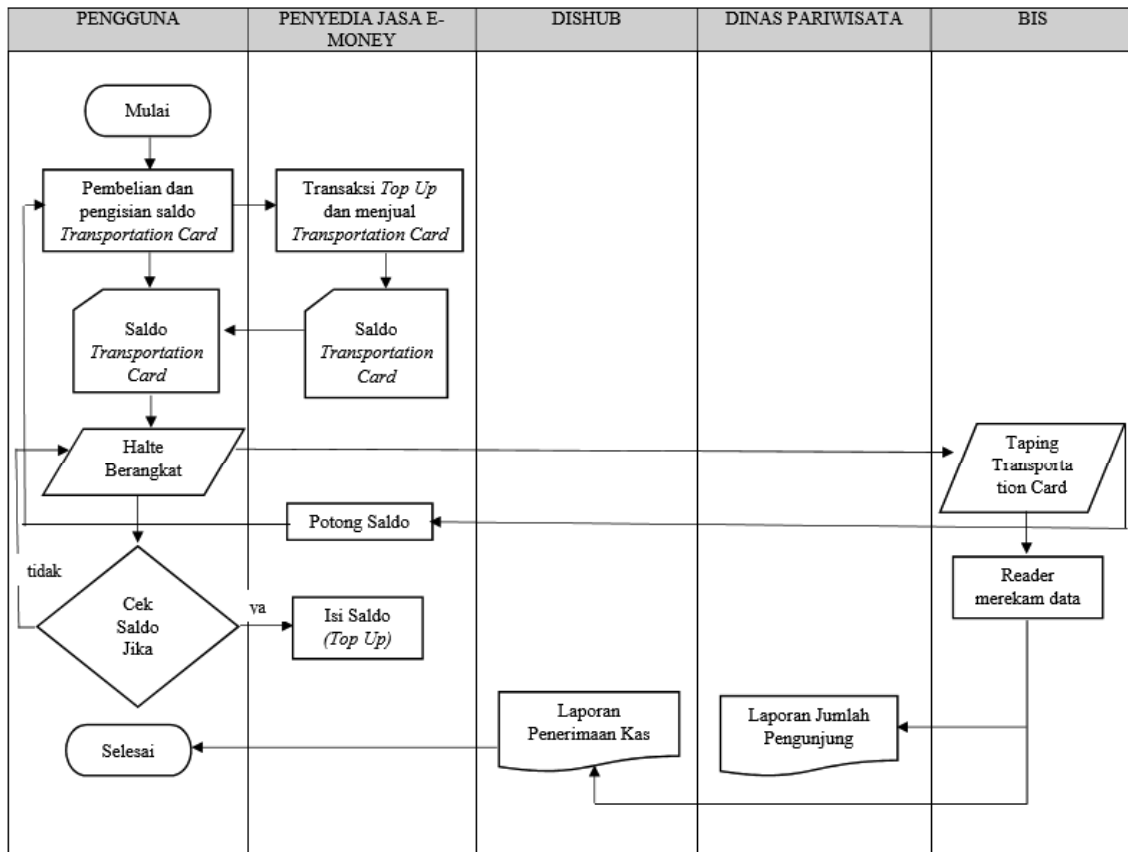 PENGGUNA
PENYEDIA JASA E-
MONEY
DISHUB
DINAS PARIWISATA
BIS
Mulai
Pembelian dan
pengisian saldo
Transportation Card
Transaksi Top Up
dan menjual
Transportation Card
Saldo
Transportation
Card
Saldo
Transportation
Card
Halte
Berangkat
Taping
Transporta
tion Card
Potong Saldo
tidak
Cek
Saldo
Jika
ya
Isi Saldo
(Top Up)
Reader
merekam data
Laporan
Penerimaan Kas
Laporan Jumlah
Pengunjung
Selesai